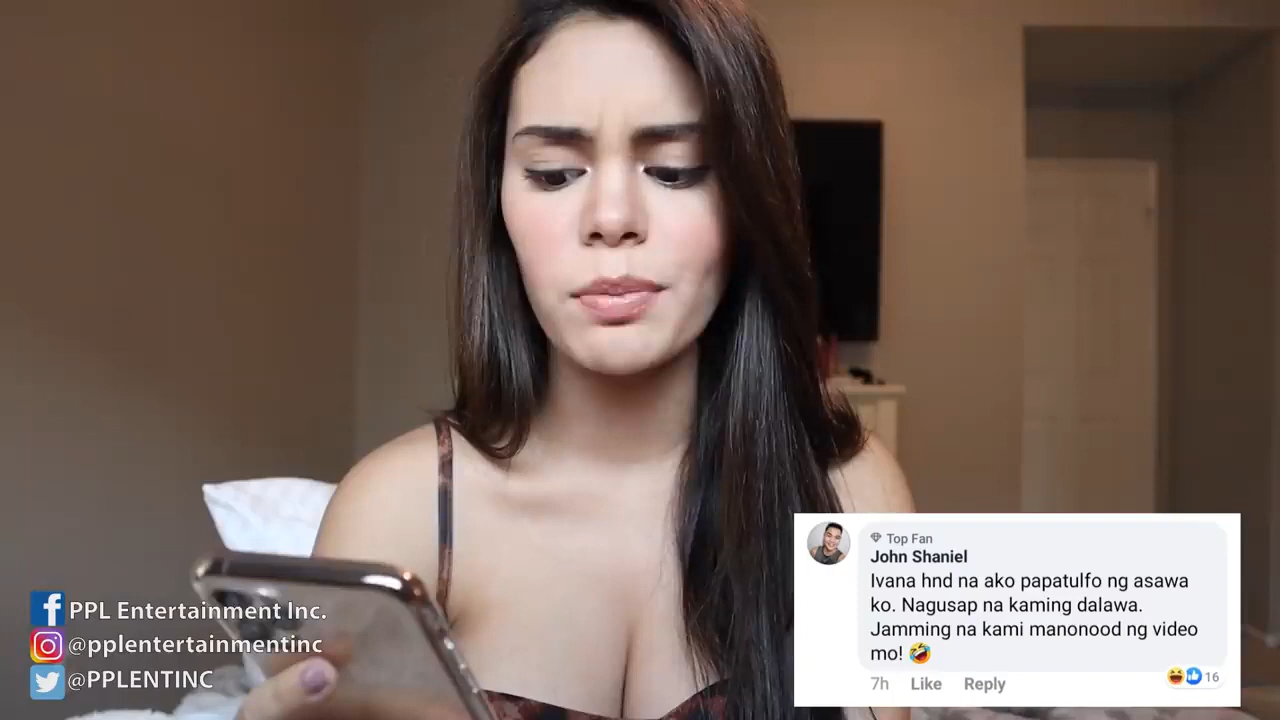 Top Fan
John Shaniel
Ivana hnd na ako papatulfo ng asawa
ko. Nagusap na kaming dalawa.
Jamming na kami manonood ng video
mo! 🤣
7h Like Reply
16
PPL Entertainment Inc.
@pplentertainmentinc
@PPLENTINC